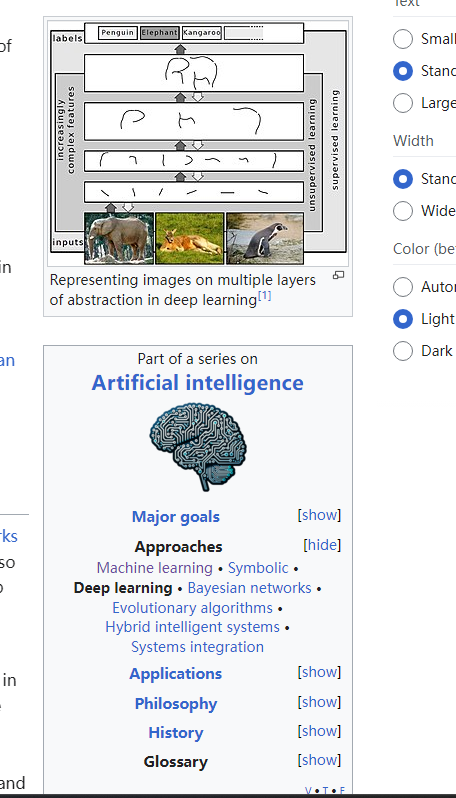 of
in
an
rks
so
in
and
labels
Penguin Elephant Kangaroo
increasingly
complex features
unsupervised learning
supervised learning
inputs
Representing images on multiple layers
of abstraction in deep learning[1]
Part of a series on
Artificial intelligence
Major goals [show]
Approaches [hide]
Machine learning • Symbolic •
Deep learning • Bayesian networks •
Evolutionary algorithms •
Hybrid intelligent systems •
Systems integration
Applications [show]
Philosophy [show]
History [show]
Glossary [show]
V • T • E
Text
Small
Stanc
Large
Width
Stanc
Wide
Color (be
Autor
Light
Dark